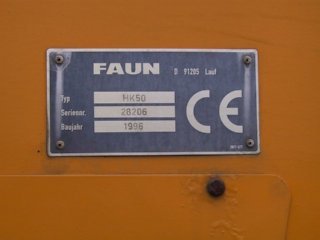 FAUN D 91205 Lauf
Typ HK50
Seriennr. 28206
Baujahr 1996
CE